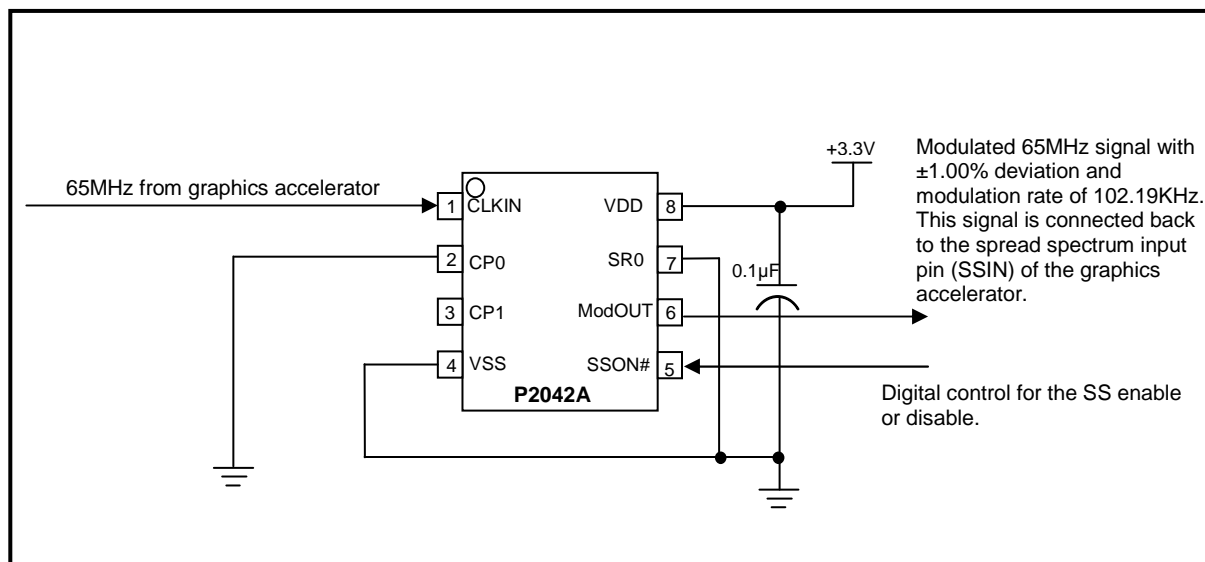 65MHz from graphics accelerator
+3.3V
Modulated 65MHz signal with
±1.00% deviation and
modulation rate of 102.19KHz.
This signal is connected back
to the spread spectrum input
pin (SSIN) of the graphics
accelerator.
1 CLKIN VDD 8
2 CP0 SR0 7
0.1µF
3 CP1 ModOUT 6
4 VSS SSON# 5
P2042A
Digital control for the SS enable
or disable.